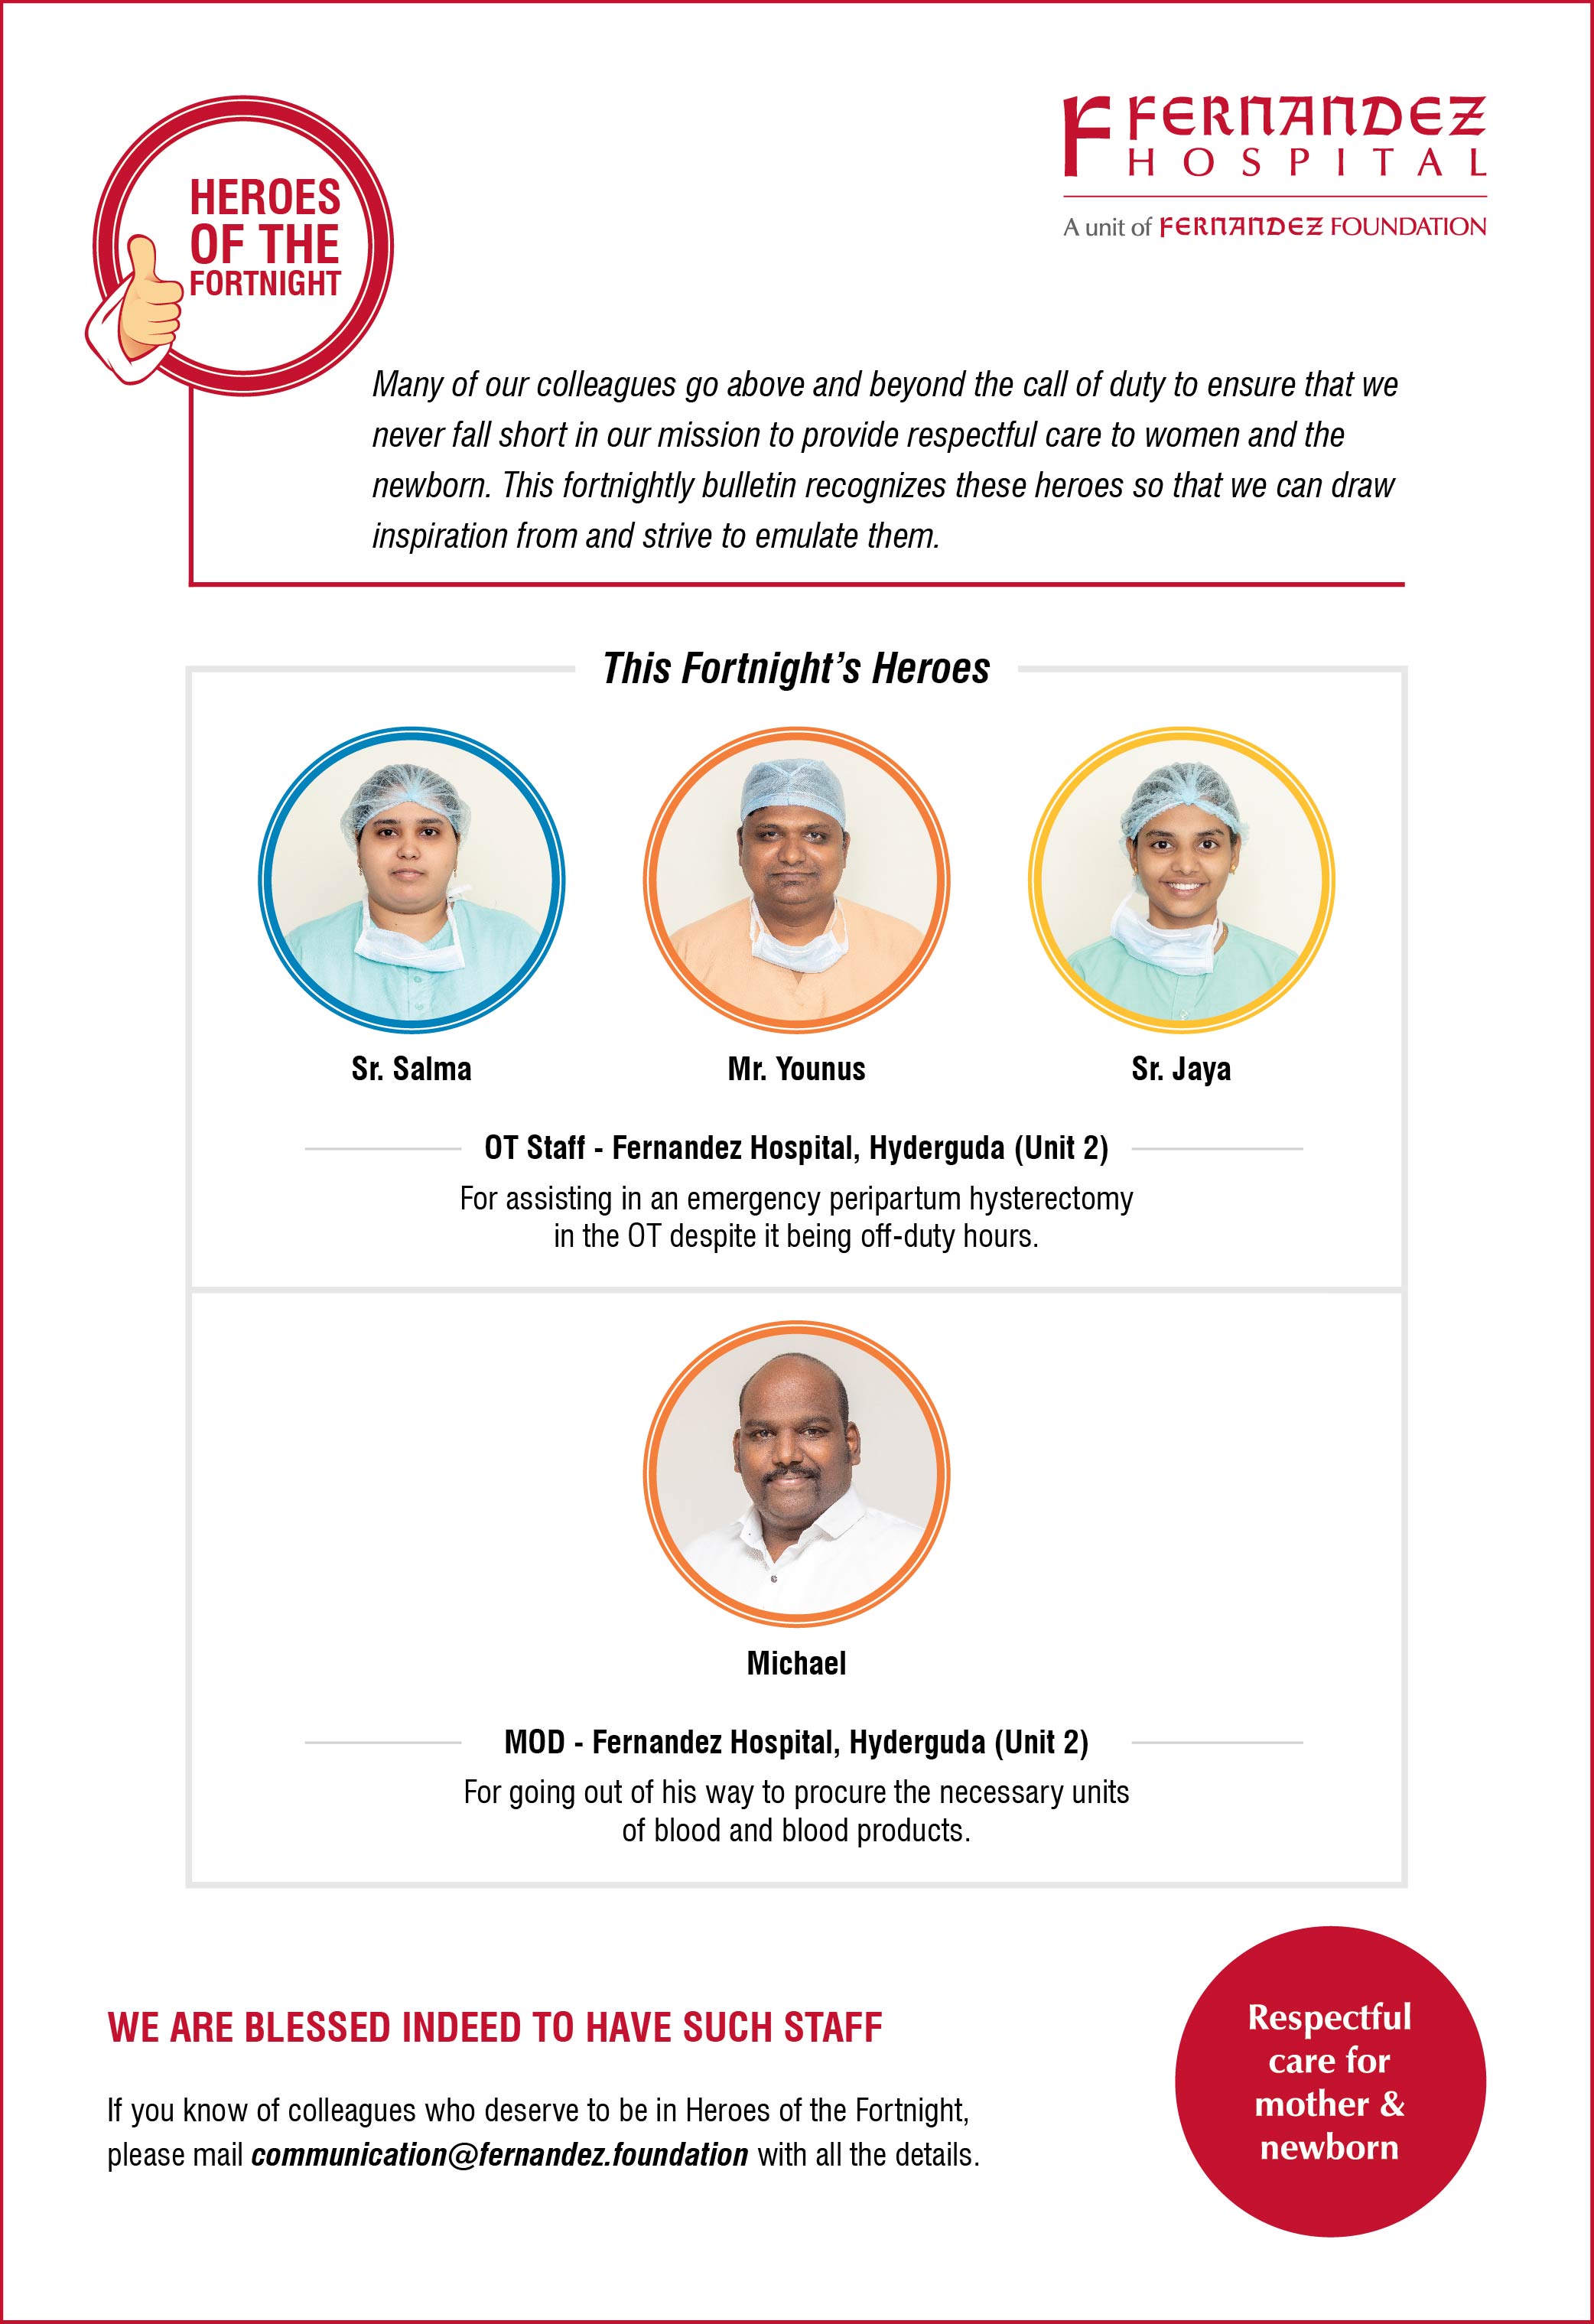 HEROES
OF THE
FORTNIGHT
FERNANDEZ
HOSPITAL
A unit of FERNANDEZ FOUNDATION
Many of our colleagues go above and beyond the call of duty to ensure that we
never fall short in our mission to provide respectful care to women and the
newborn. This fortnightly bulletin recognizes these heroes so that we can draw
inspiration from and strive to emulate them.
This Fortnight’s Heroes
Sr. Salma
Mr. Younus
Sr. Jaya
OT Staff - Fernandez Hospital, Hyderguda (Unit 2)
For assisting in an emergency peripartum hysterectomy
in the OT despite it being off-duty hours.
Michael
MOD - Fernandez Hospital, Hyderguda (Unit 2)
For going out of his way to procure the necessary units
of blood and blood products.
WE ARE BLESSED INDEED TO HAVE SUCH STAFF
If you know of colleagues who deserve to be in Heroes of the Fortnight,
please mail communication@fernandez.foundation with all the details.
Respectful
care for
mother &
newborn